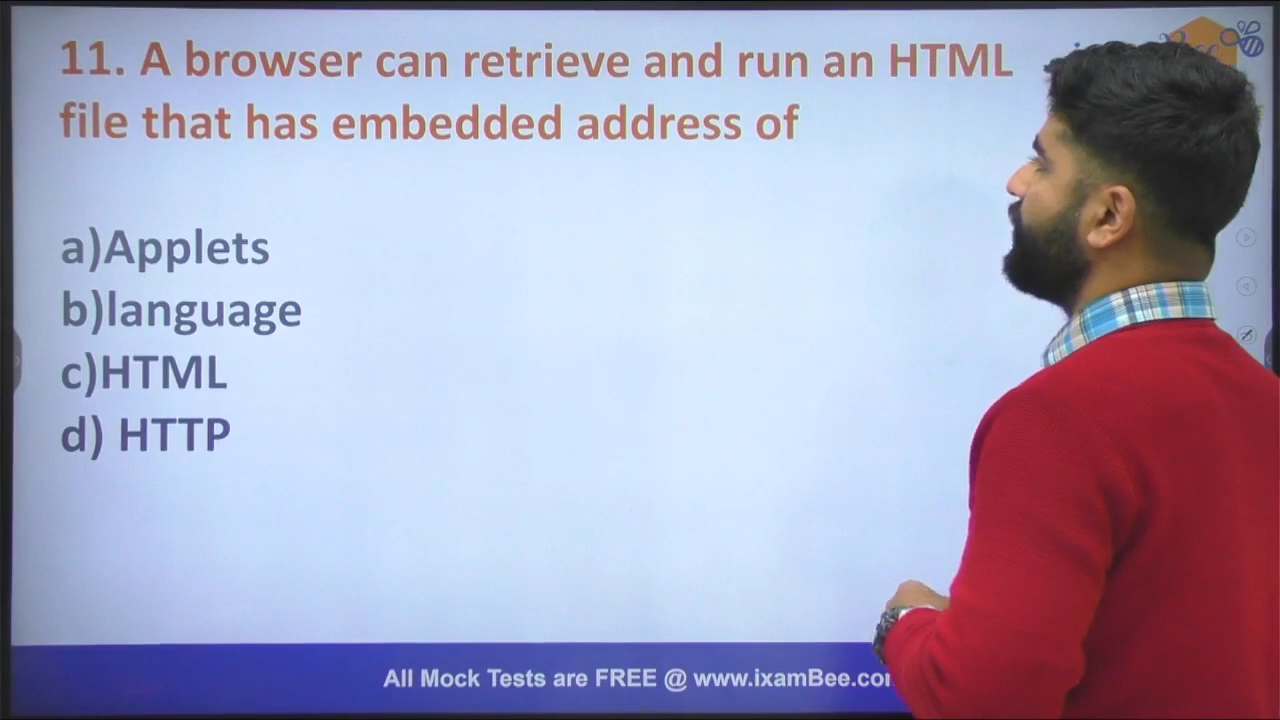 11. A browser can retrieve and run an HTML
file that has embedded address of
a)Applets
b)language
c)HTML
d) HTTP
All Mock Tests are FREE @ www.ixamBee.com